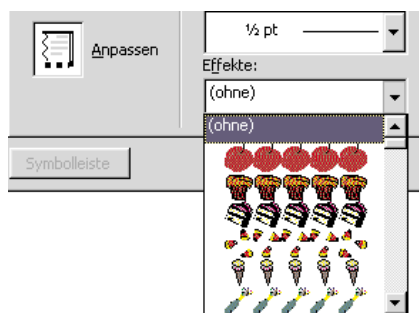 ½ pt
Anpassen
Effekte:
(ohne)
(ohne)
Symbolleiste